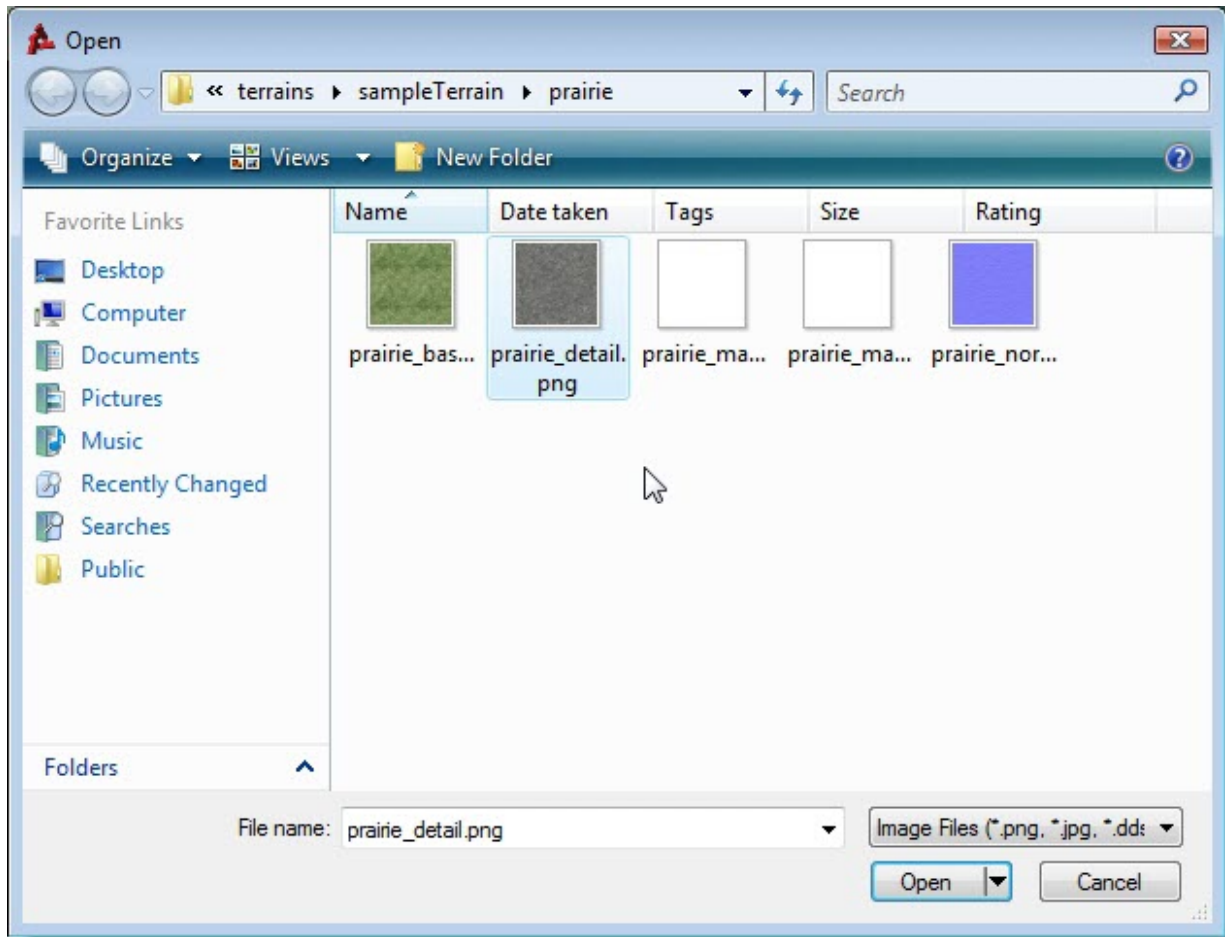 Open
« terrains ▸ sampleTerrain ▸ prairie
Search
Organize
Views
New Folder
Favorite Links
Desktop
Computer
Documents
Pictures
Music
Recently Changed
Searches
Public
Folders
Name Date taken Tags Size Rating
prairie_bas... prairie_detail. prairie_ma... prairie_ma... prairie_nor...
png
File name: prairie_detail.png
Image Files (*.png, *.jpg, *.dds
Open Cancel